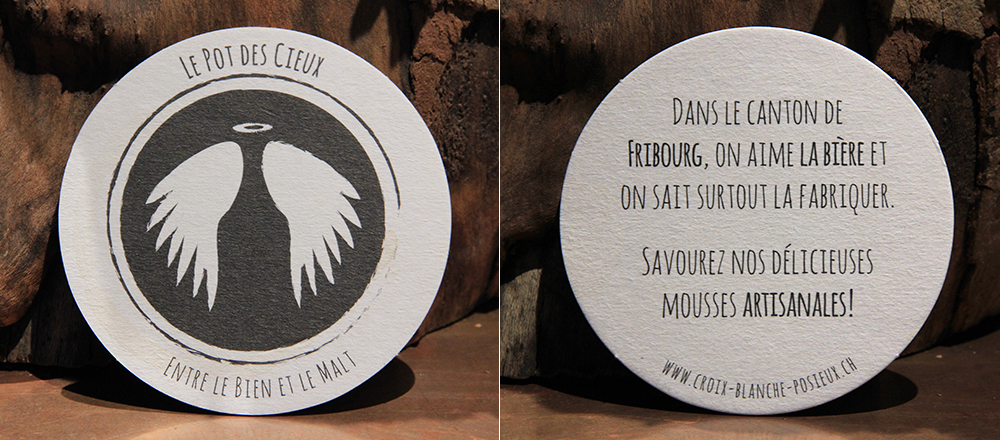 Le Pot des Cieux
Entre le Bien et le Malt
Dans le canton de
Fribourg, on aime la bière et
on sait surtout la fabriquer.
Savourez nos délicieuses
mousses artisanales!
www.croix-blanche-posieux.ch